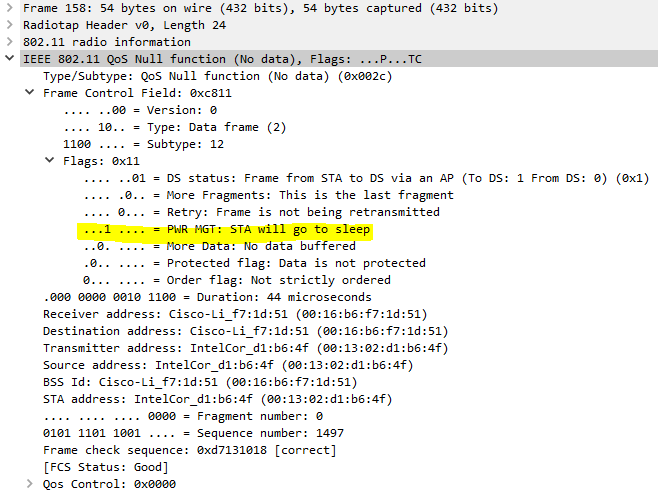 Frame 158: 54 bytes on wire (432 bits), 54 bytes captured (432 bits)
Radiotap Header v0, Length 24
802.11 radio information
IEEE 802.11 QoS Null function (No data), Flags: ...P...TC
Type/Subtype: QoS Null function (No data) (0x002c)
Frame Control Field: 0xc811
.... ..00 = Version: 0
.... 10.. = Type: Data frame (2)
1100 .... = Subtype: 12
Flags: 0x11
.... ..01 = DS status: Frame from STA to DS via an AP (To DS: 1 From DS: 0) (0x1)
.... .0.. = More Fragments: This is the last fragment
.... 0... = Retry: Frame is not being retransmitted
...1 .... = PWR MGT: STA will go to sleep
..0. .... = More Data: No data buffered
.0.. .... = Protected flag: Data is not protected
0... .... = Order flag: Not strictly ordered
.000 0000 0010 1100 = Duration: 44 microseconds
Receiver address: Cisco-Li_f7:1d:51 (00:16:b6:f7:1d:51)
Destination address: Cisco-Li_f7:1d:51 (00:16:b6:f7:1d:51)
Transmitter address: IntelCor_d1:b6:4f (00:13:02:d1:b6:4f)
Source address: IntelCor_d1:b6:4f (00:13:02:d1:b6:4f)
BSS Id: Cisco-Li_f7:1d:51 (00:16:b6:f7:1d:51)
STA address: IntelCor_d1:b6:4f (00:13:02:d1:b6:4f)
.... .... .... 0000 = Fragment number: 0
0101 1101 1001 .... = Sequence number: 1497
Frame check sequence: 0xd7131018 [correct]
[FCS Status: Good]
Qos Control: 0x0000